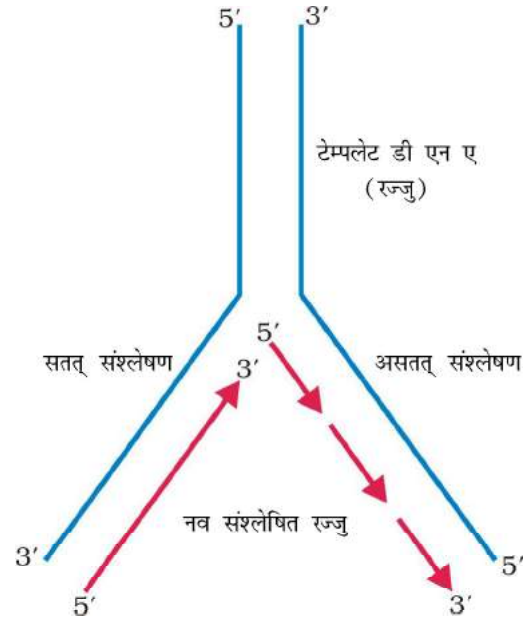 5′ 3′
टेम्पलेट डी एन ए
(रज्जु)
5′
सतत् संश्लेषण
3′
असतत् संश्लेषण
नव संश्लेषित रज्जु
3′
5′
5′
3′